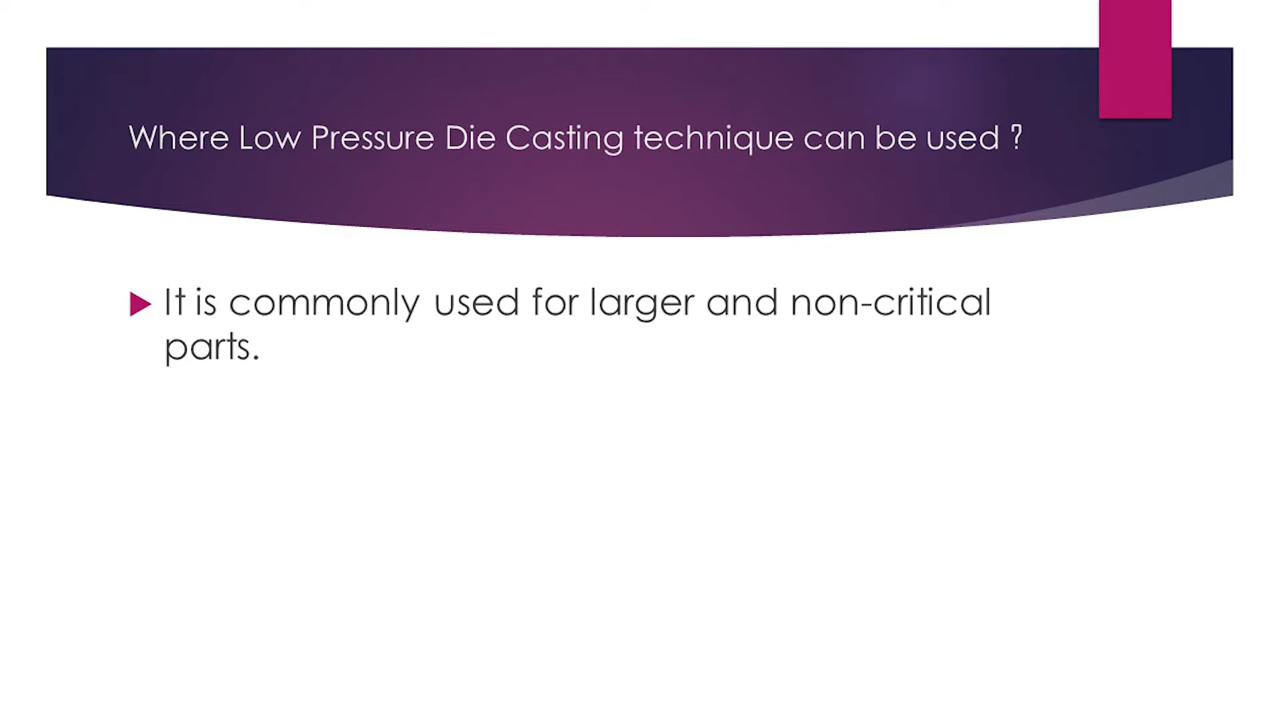 Where Low Pressure Die Casting technique can be used ?
It is commonly used for larger and non-critical
parts.